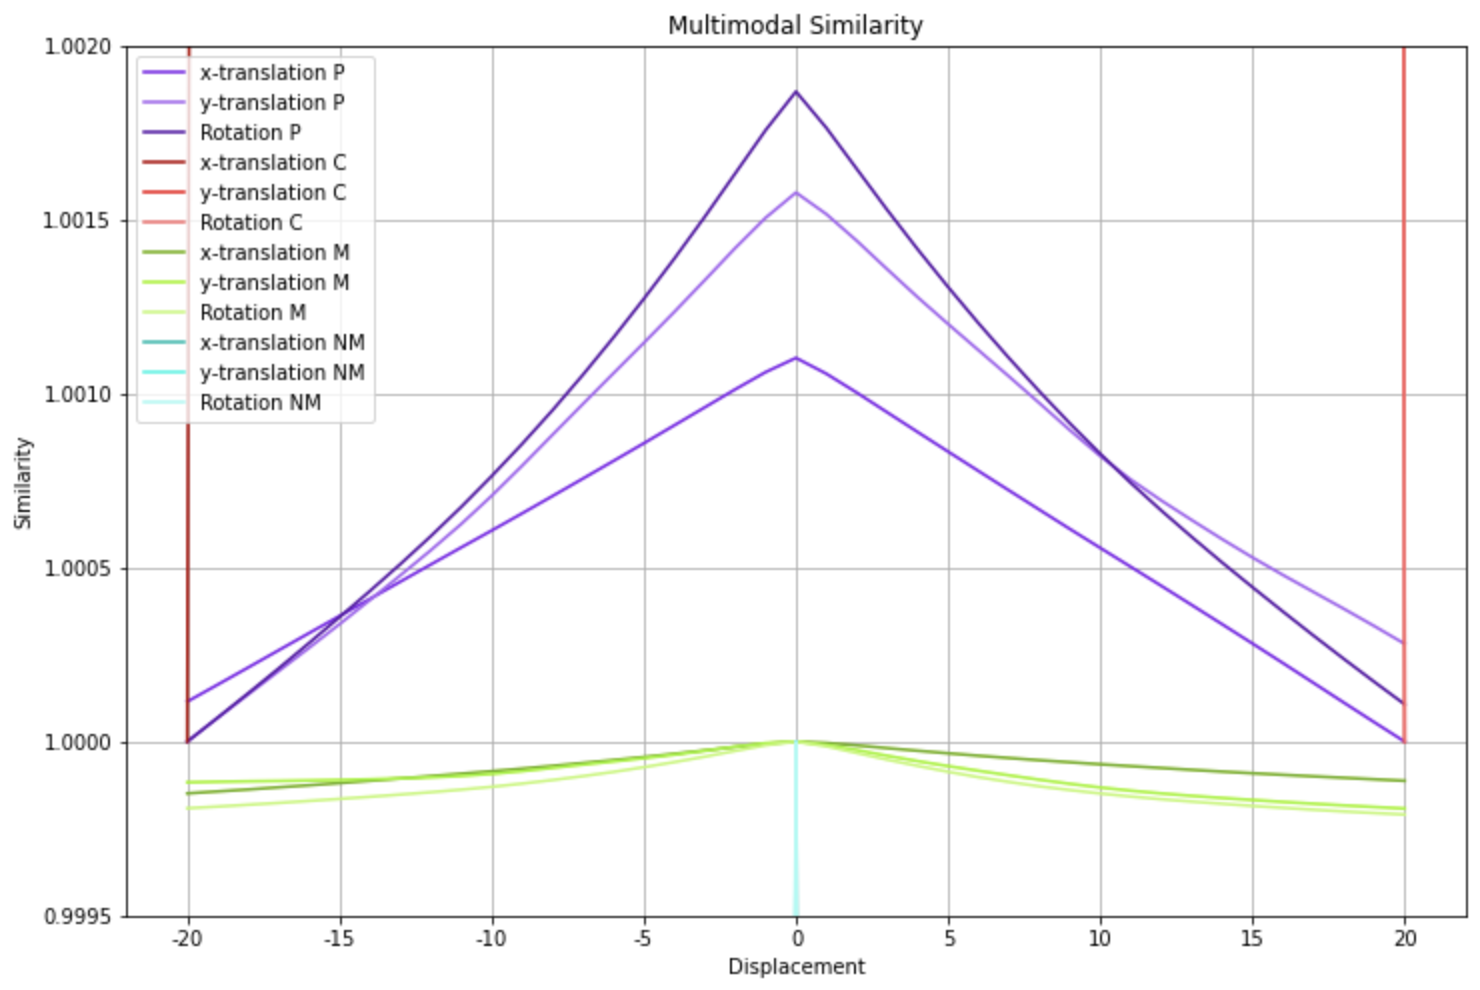 Multimodal Similarity
1.0020
1.0015
1.0010
1.0005
1.0000
0.9995
Similarity
x-translation P
y-translation P
Rotation P
x-translation C
y-translation C
Rotation C
x-translation M
y-translation M
Rotation M
x-translation NM
y-translation NM
Rotation NM
-20 -15 -10 -5 0 5 10 15 20
Displacement